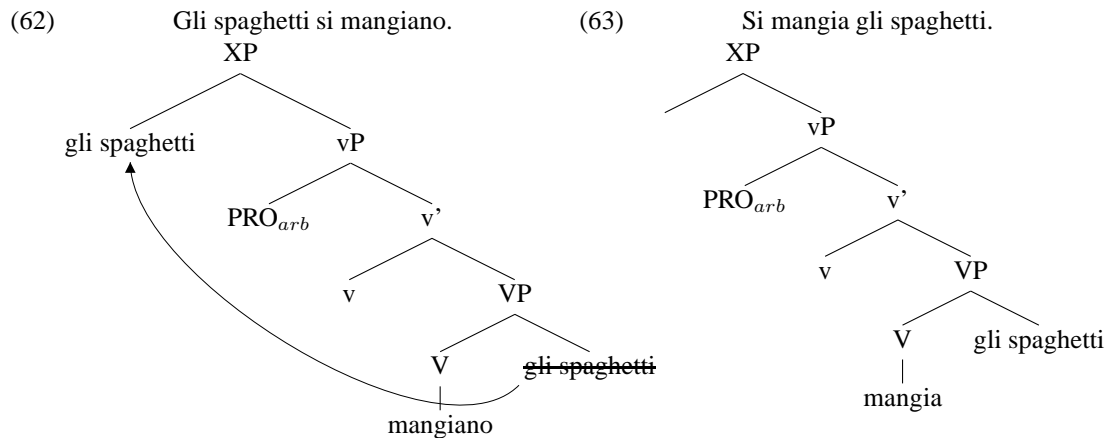 (62) Gli spaghetti si mangiano. (63) Si mangia gli spaghetti.
XP XP
gli spaghetti vP vP
PRO_arb v’ PRO_arb v’
v VP v VP
V gli spaghetti V gli spaghetti
mangiano mangia